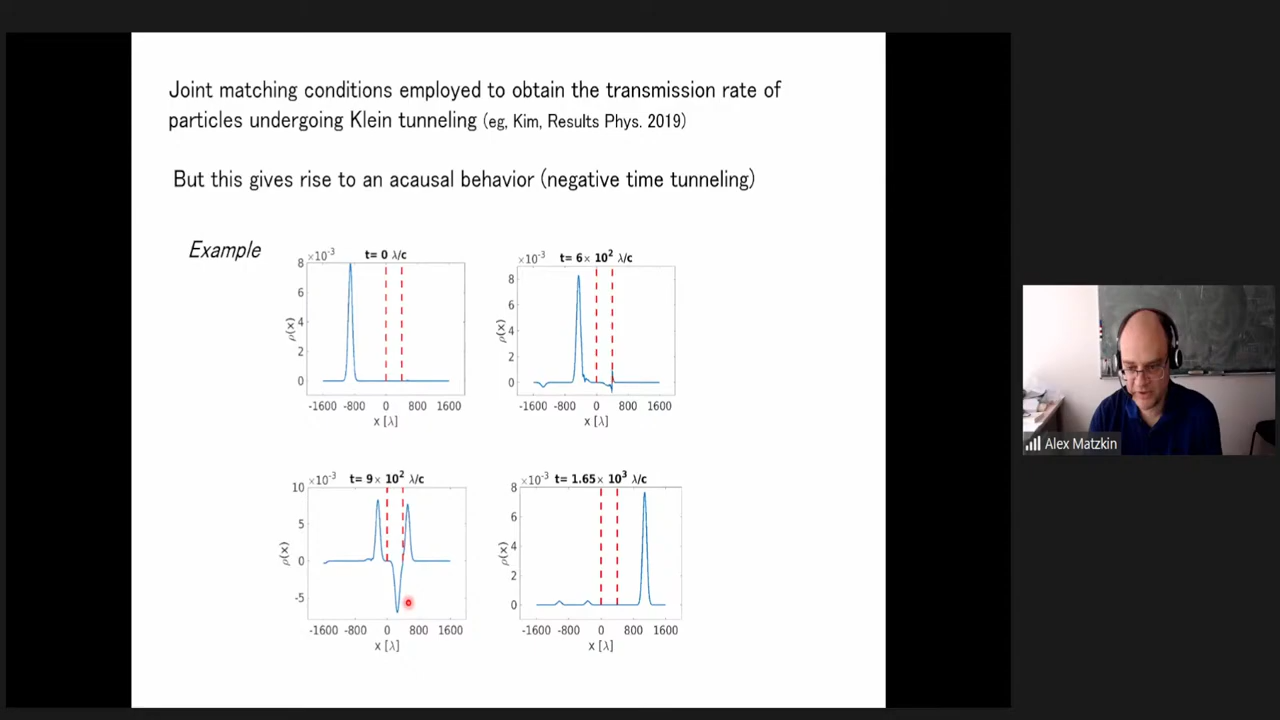 Joint matching conditions employed to obtain the transmission rate of
particles undergoing Klein tunneling (eg, Kim, Results Phys. 2019)
But this gives rise to an acausal behavior (negative time tunneling)
Example
×10⁻³ t= 0 λ/c
8
6
4
2
0
ρ(x)
-1600 -800 0 800 1600
x [λ]
×10⁻³ t= 6× 10² λ/c
8
6
4
2
0
ρ(x)
-1600 -800 0 800 1600
x [λ]
×10⁻³ t= 9× 10² λ/c
10
5
0
-5
ρ(x)
-1600 -800 0 800 1600
x [λ]
×10⁻³ t= 1.65× 10³ λ/c
8
6
4
2
0
ρ(x)
-1600 -800 0 800 1600
x [λ]
Alex Matzkin